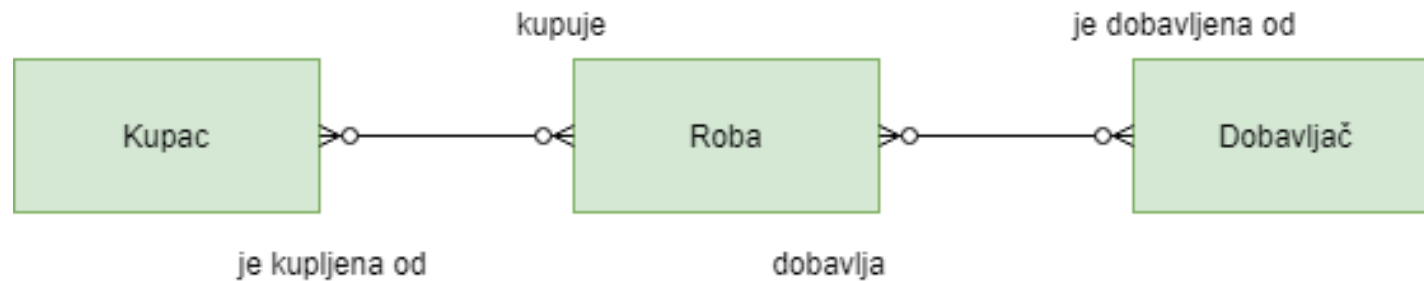 kupuje
je dobavljena od
Kupac
Roba
Dobavljač
je kupljena od
dobavlja